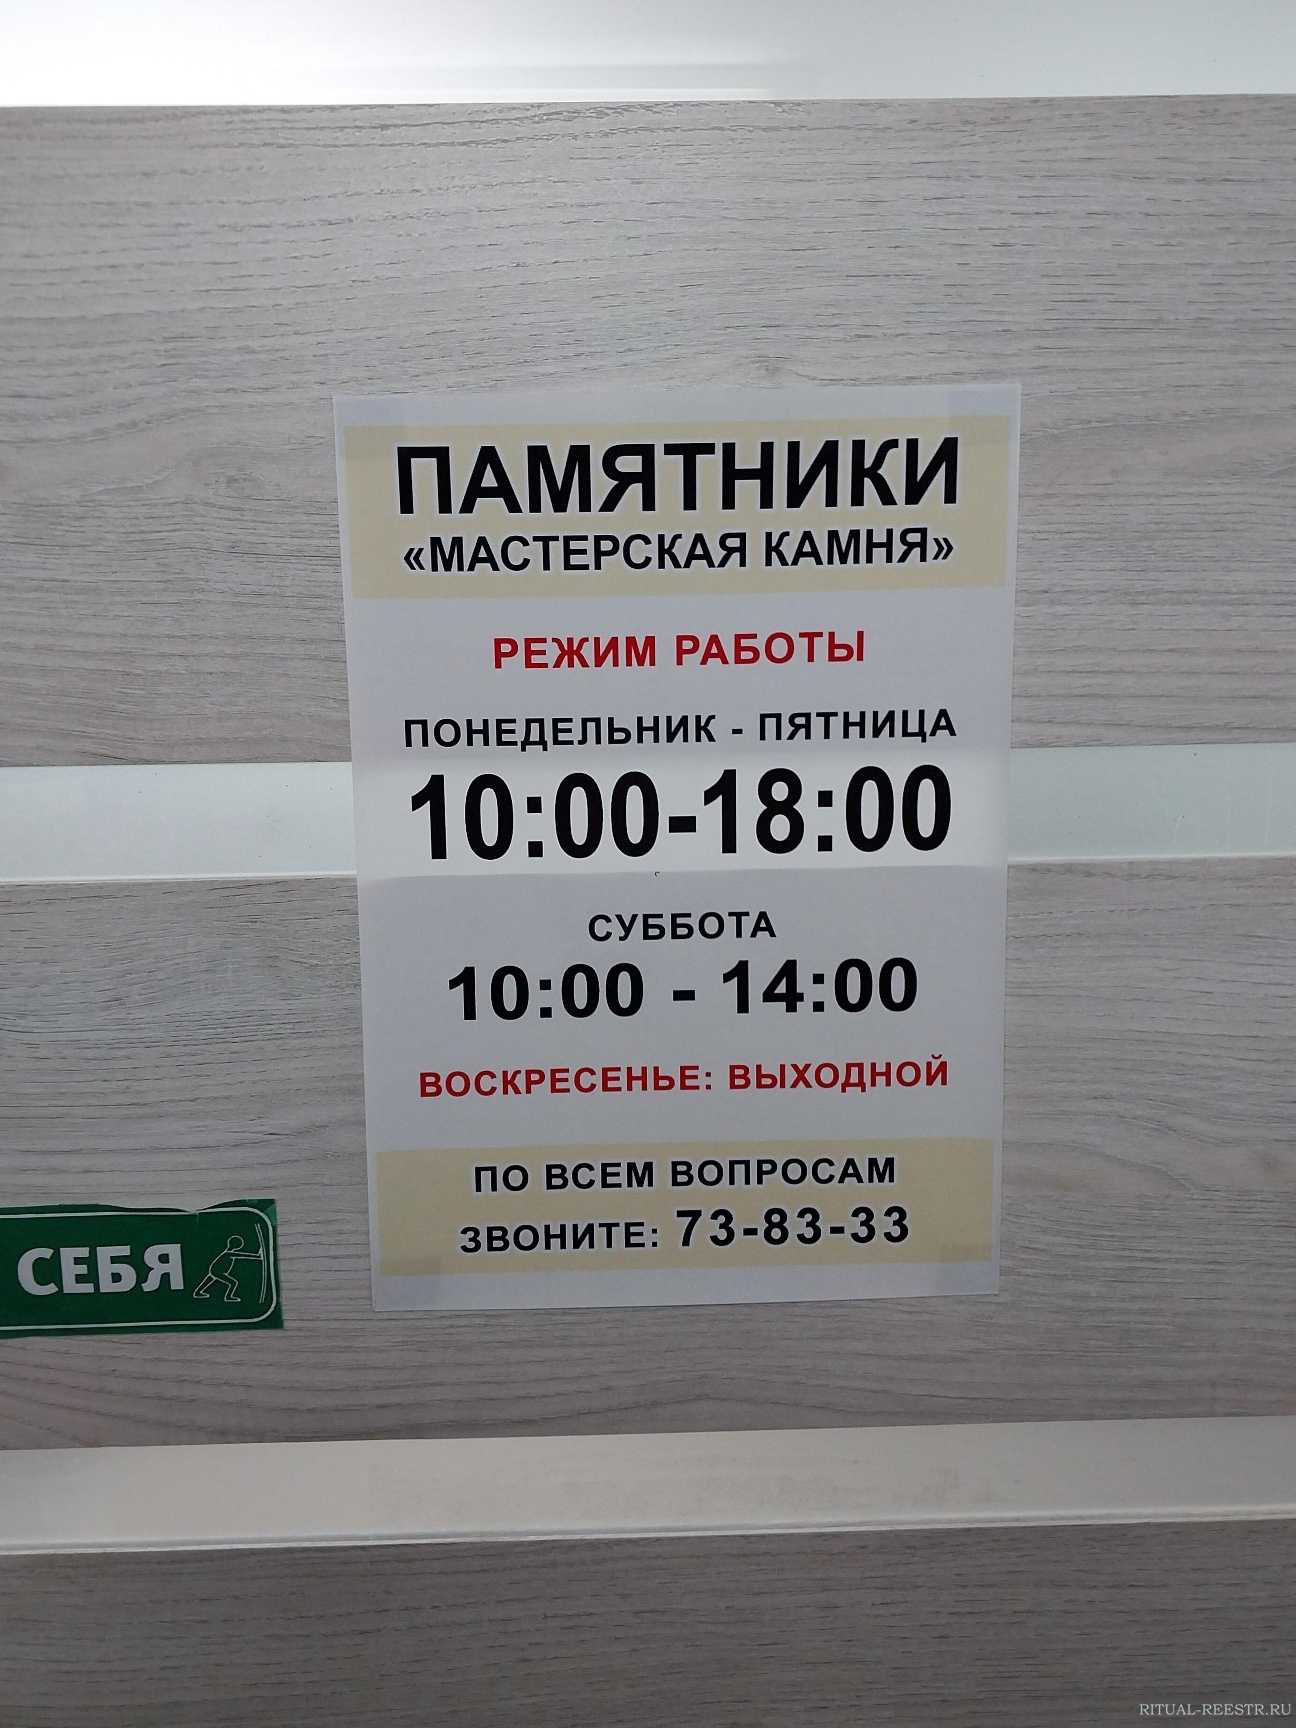 ПАМЯТНИКИ
«МАСТЕРСКАЯ КАМНЯ»
РЕЖИМ РАБОТЫ
ПОНЕДЕЛЬНИК - ПЯТНИЦА
10:00-18:00
СУББОТА
10:00 - 14:00
ВОСКРЕСЕНЬЕ: ВЫХОДНОЙ
ПО ВСЕМ ВОПРОСАМ
ЗВОНИТЕ: 73-83-33
СЕБЯ
RITUAL-REESTR.RU